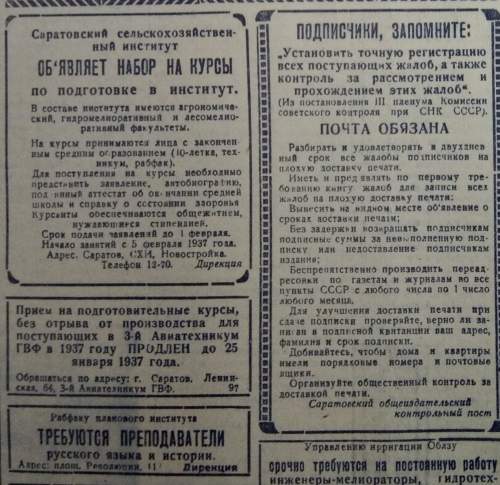 Саратовский сельскохозяйствен-
ный институт
ОБ'ЯВЛЯЕТ НАБОР НА КУРСЫ
по подготовке в институт.
В составе института имеются агрономиче-
ский, гидромелиоративный и лесомелио-
ративный факультеты.
На курсы принимаются лица с закончен-
ным средним образованием (10-летка, тех-
никум, рабфак).
Для поступления на курсы необходимо
представить заявление, автобиографию,
подлинный аттестат об окончании средней
школы и справку о состоянии здоровья
Курсанты обеспечиваются общежитием,
нуждающиеся стипендией.
Срок подачи заявлений до 1 февраля.
Начало занятий с 5 февраля 1937 года.
Адрес. Саратов, СХИ, Новостройка.
Телефон 12-70. Дирекция
Прием на подготовительные курсы,
без отрыва от производства для
поступающих в 3-й Авиатехникум
ГВФ в 1937 году ПРОДЛЕН до 25
января 1937 года.
Обращаться по адресу: г. Саратов, Ленин-
ская, 64, 3-й Авиатехникум ГВФ. 97
Рабфаку планового института
ТРЕБУЮТСЯ ПРЕПОДАВАТЕЛИ
русского языка и истории.
Адрес: площ. Революции, Дирекция
ПОДПИСЧИКИ, ЗАПОМНИТЕ:
„Установить точную регистрацию
всех поступающих жалоб, а также
контроль за рассмотрением и
прохождением этих жалоб“.
(Из постановления III пленума Комиссии
советского контроля при СНК СССР).
ПОЧТА ОБЯЗАНА
Разбирать и удовлетворять в двухднев-
ный срок все жалобы подписчиков на
плохую доставку печати.
Иметь и предъявлять по первому тре-
бованию книгу жалоб для записи всех
жалоб на плохую доставку печати;
Вывесить на видном месте объявление о
сроках доставки печати;
Без задержки возвращать подписчикам
подписные суммы за невыполненную под-
писку или недоставление подписчикам
издания;
Беспрепятственно производить переад-
ресовки по газетам и журналам во все
пункты СССР с любого числа по 1 число
любого месяца.
Для улучшения доставки печати при
сдаче подписки проверяйте, верно ли за-
писан в подписной квитанции ваш адрес,
фамилия и срок подписки.
Добивайтесь, чтобы дома и квартиры
имели порядковые номера и почтовые
ящики.
Организуйте общественный контроль за
доставкой печати.
Саратовский общеиздательский
контрольный пост
Управлению ирригации Облзу
срочно требуются на постоянную работу
инженеры-мелиораторы, гидротех-